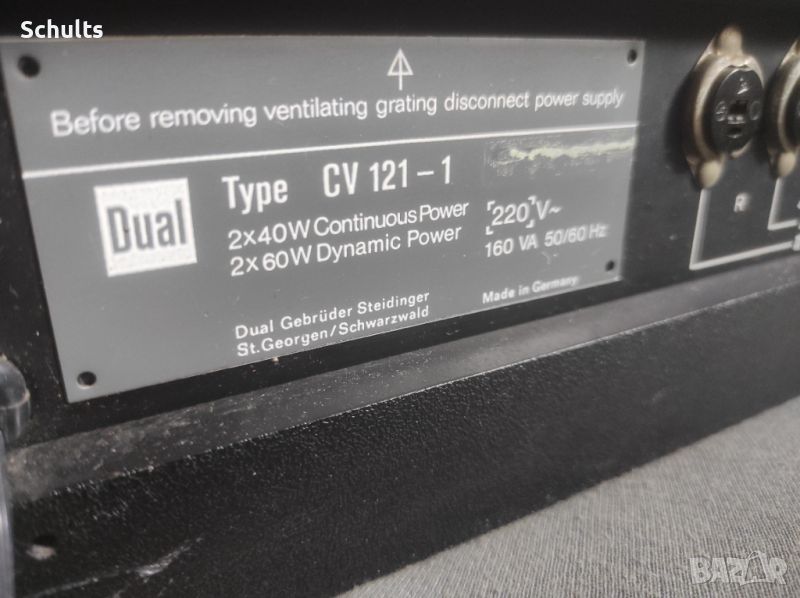 Schults
Before removing ventilating grating disconnect power supply
Dual
Type CV 121-1
2x40W Continuous Power
2x60W Dynamic Power
220 V~
160 VA 50/60 Hz
Dual Gebrüder Steidinger
St. Georgen/Schwarzwald
Made in Germany
R
BAZAR